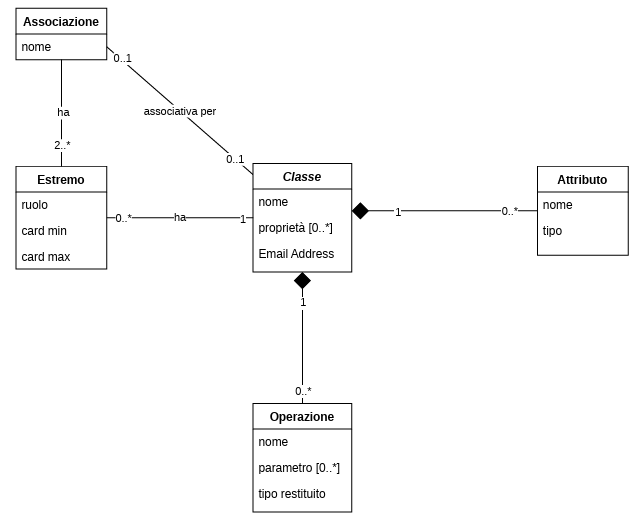 Associazione
nome
0..1
associativa per
0..1
ha
2..*
Estremo
ruolo
card min
card max
0..*
ha
1
Classe
nome
proprietà [0..*]
Email Address
1
0..*
Attributo
nome
tipo
1
0..*
Operazione
nome
parametro [0..*]
tipo restituito